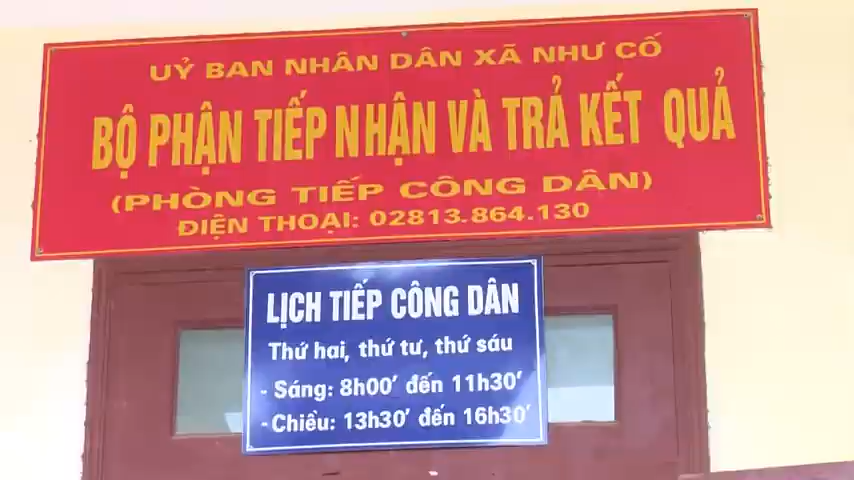 UỶ BAN NHÂN DÂN XÃ NHƯ CỐ
BỘ PHẬN TIẾP NHẬN VÀ TRẢ KẾT QUẢ
(PHÒNG TIẾP CÔNG DÂN)
ĐIỆN THOẠI: 02813.864.130
LỊCH TIẾP CÔNG DÂN
Thứ hai, thứ tư, thứ sáu
- Sáng: 8h00' đến 11h30'
- Chiều: 13h30' đến 16h30'